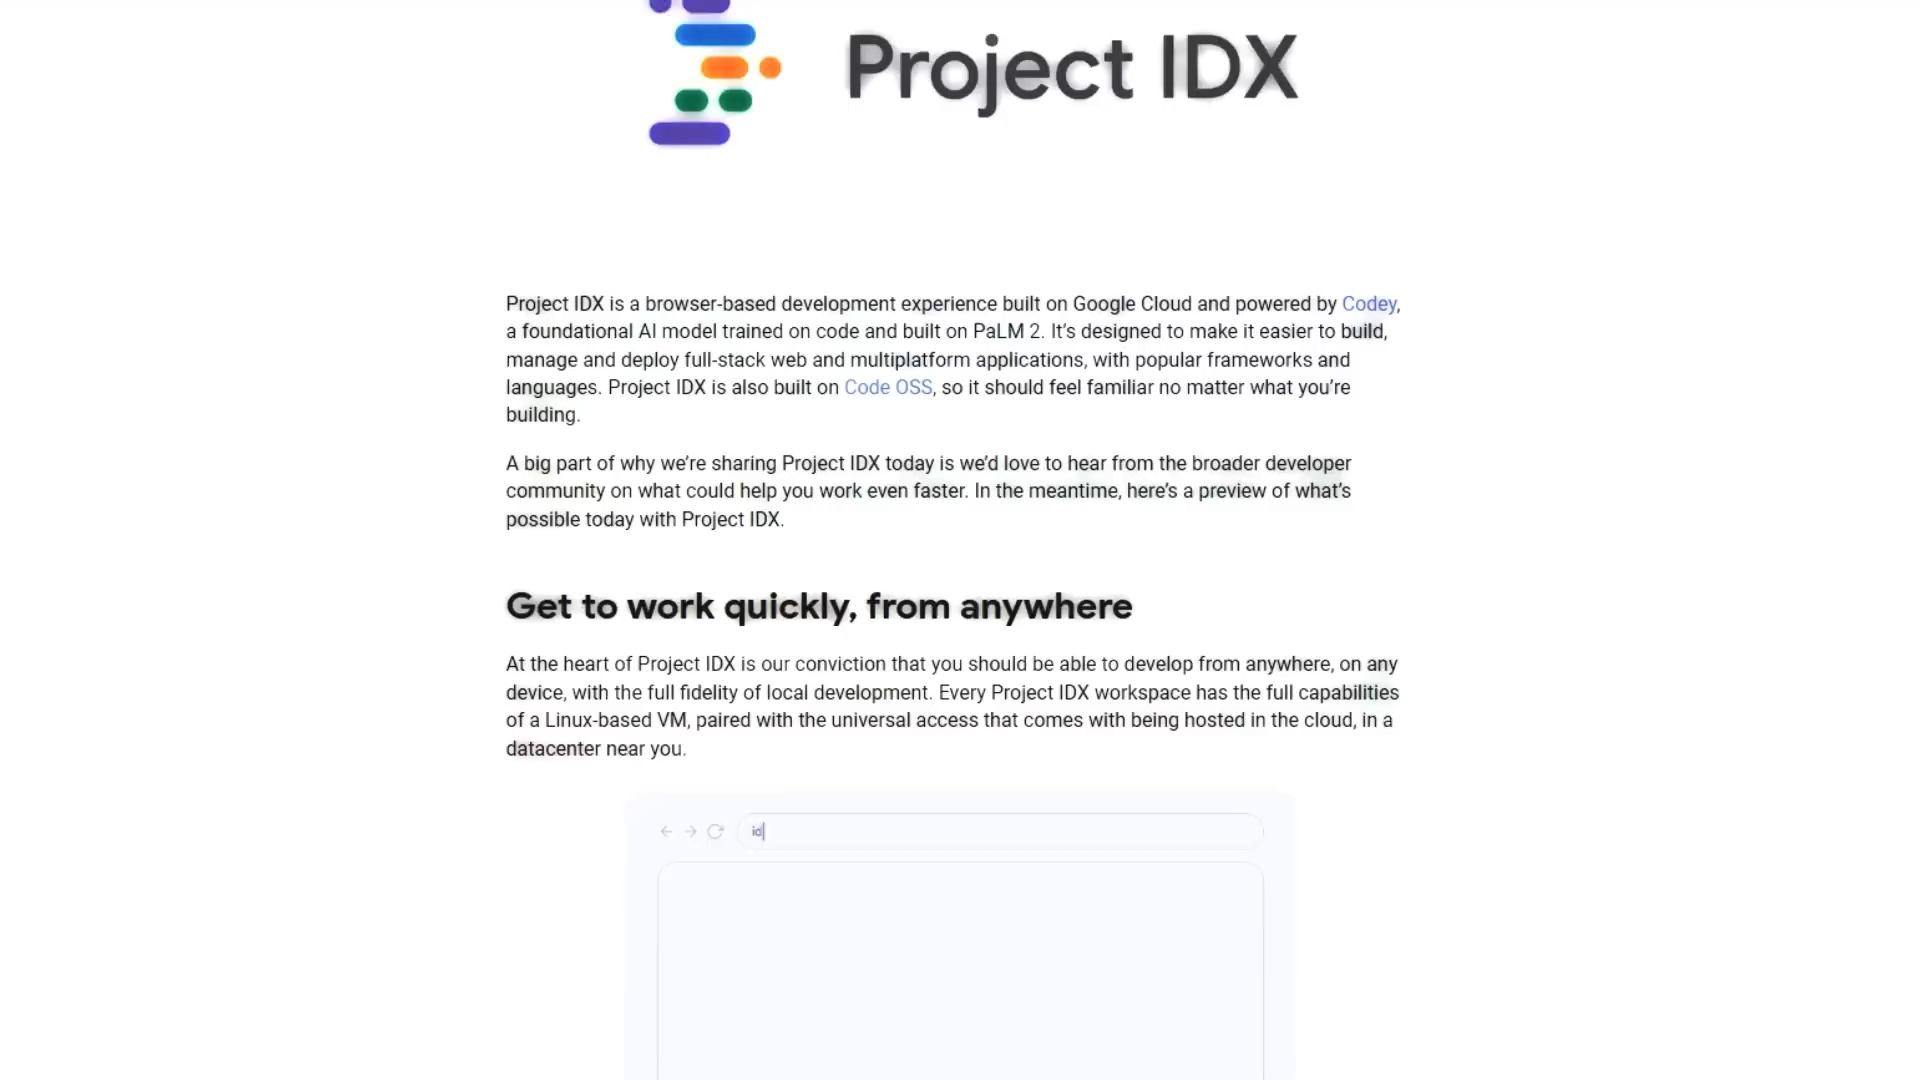 Project IDX
Project IDX is a browser-based development experience built on Google Cloud and powered by Codey,
a foundational AI model trained on code and built on PaLM 2. It’s designed to make it easier to build,
manage and deploy full-stack web and multiplatform applications, with popular frameworks and
languages. Project IDX is also built on Code OSS, so it should feel familiar no matter what you’re
building.
A big part of why we’re sharing Project IDX today is we’d love to hear from the broader developer
community on what could help you work even faster. In the meantime, here’s a preview of what’s
possible today with Project IDX.
Get to work quickly, from anywhere
At the heart of Project IDX is our conviction that you should be able to develop from anywhere, on any
device, with the full fidelity of local development. Every Project IDX workspace has the full capabilities
of a Linux-based VM, paired with the universal access that comes with being hosted in the cloud, in a
datacenter near you.
id